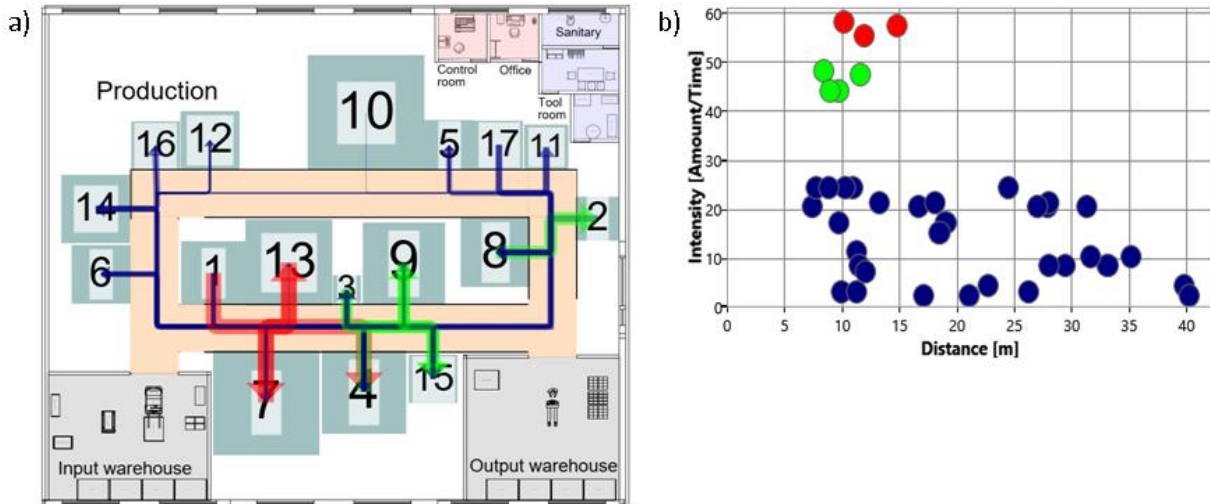 a)
Control
room
Office
Sanitary
Tool
room
Production
16
12
10
5
17
11
14
2
6
1
13
3
9
8
7
4
15
Input warehouse
Output warehouse
b)
Intensity [Amount/Time]
60
50
40
30
20
10
0
0
5
10
15
20
25
30
35
40
Distance [m]